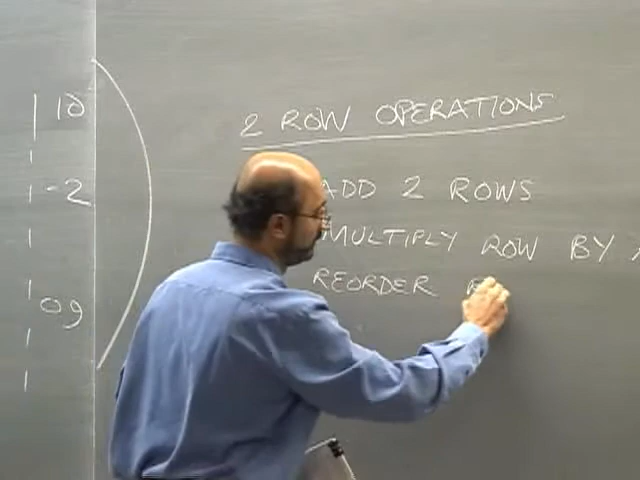 10
-2
09
2 ROW OPERATIONS
ADD 2 ROWS
MULTIPLY ROW BY
REORDER R